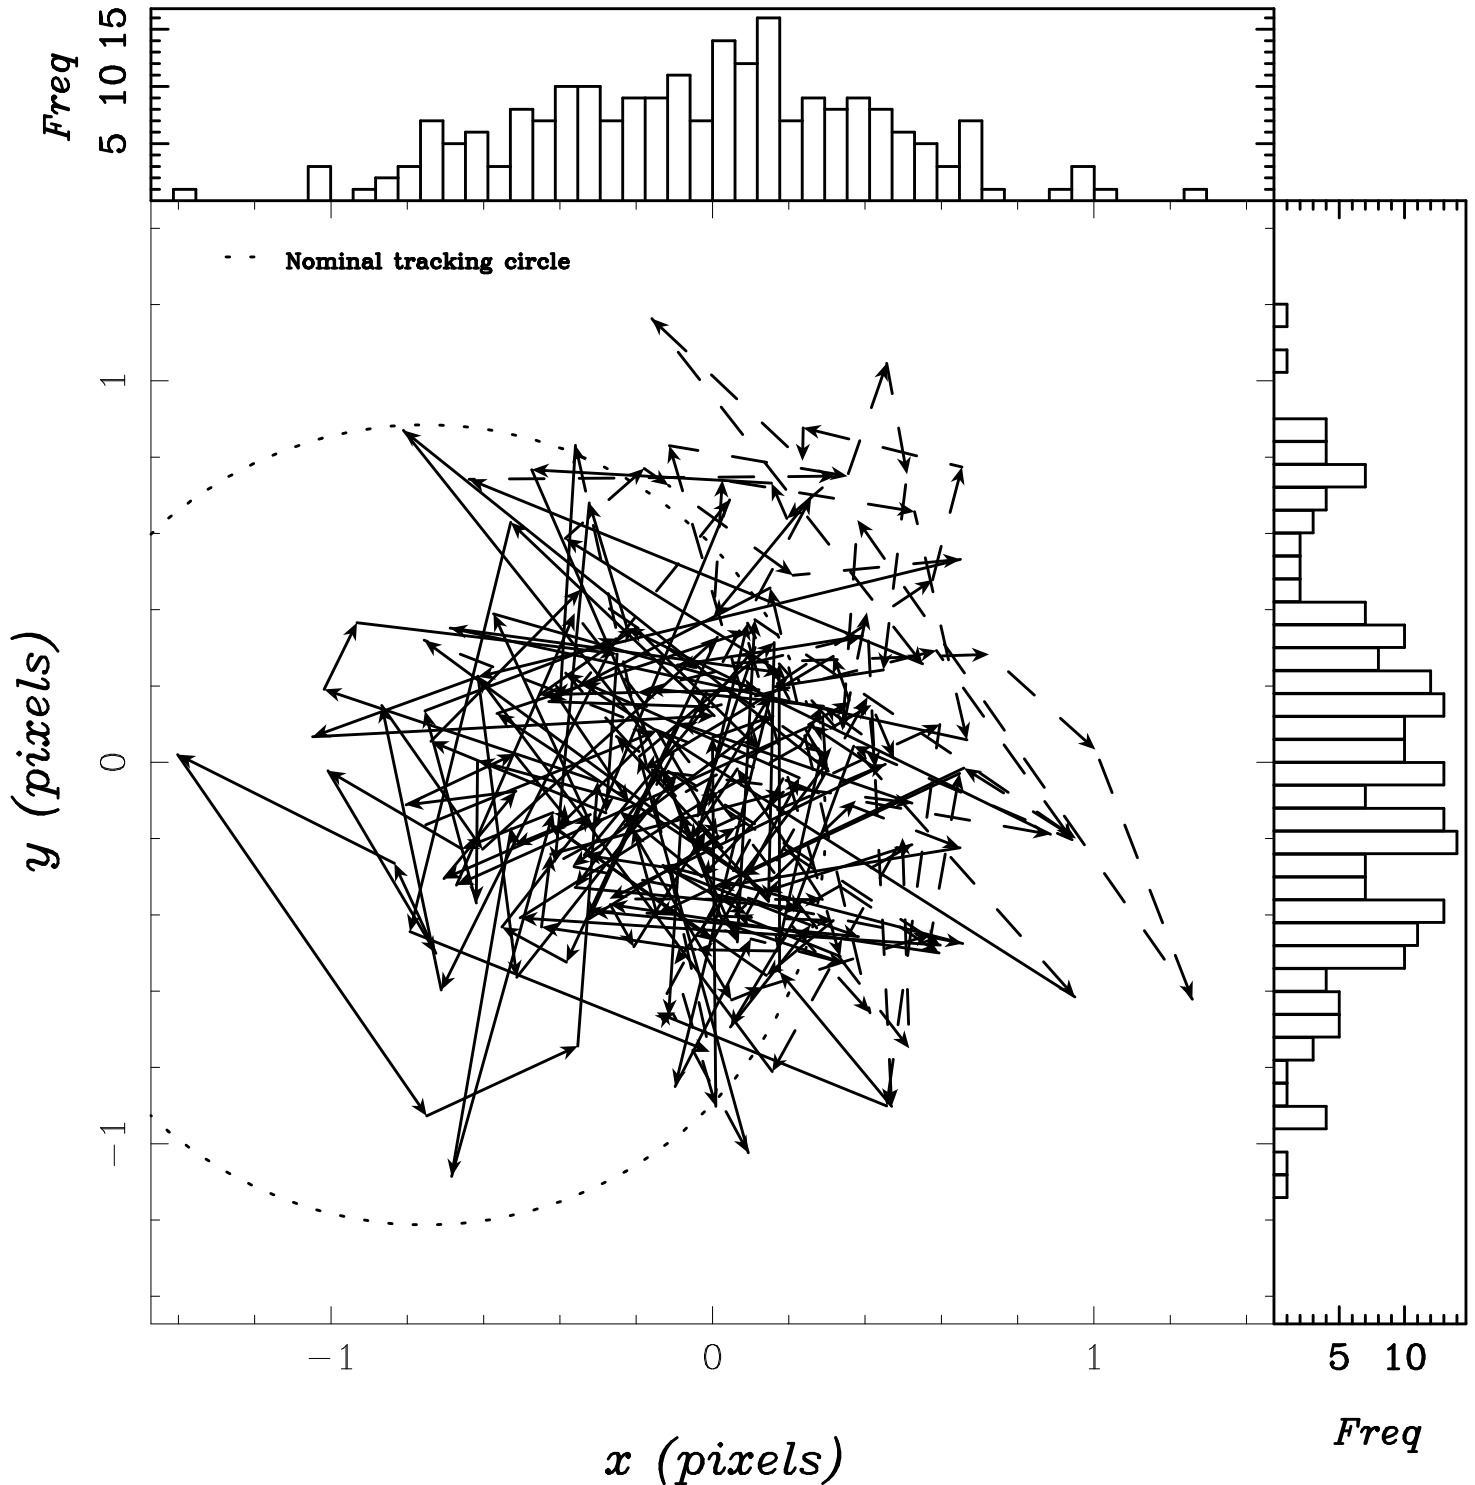 Freq
5 10 15
Nominal tracking circle
y (pixels)
1
0
−1
−1 0 1
x (pixels)
5 10
Freq